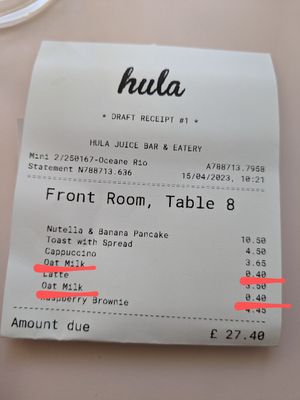 hula
* DRAFT RECEIPT #1 *
HULA JUICE BAR & EATERY
Mini 2/250167-Oceane Rio A788713.7958
Statement N788713.636 15/04/2023, 10:21
Front Room, Table 8
Nutella & Banana Pancake 10.50
Toast with Spread 4.50
Cappuccino 3.65
Oat Milk 0.40
Latte 3.50
Oat Milk 0.40
Raspberry Brownie 4.45
Amount due £ 27.40